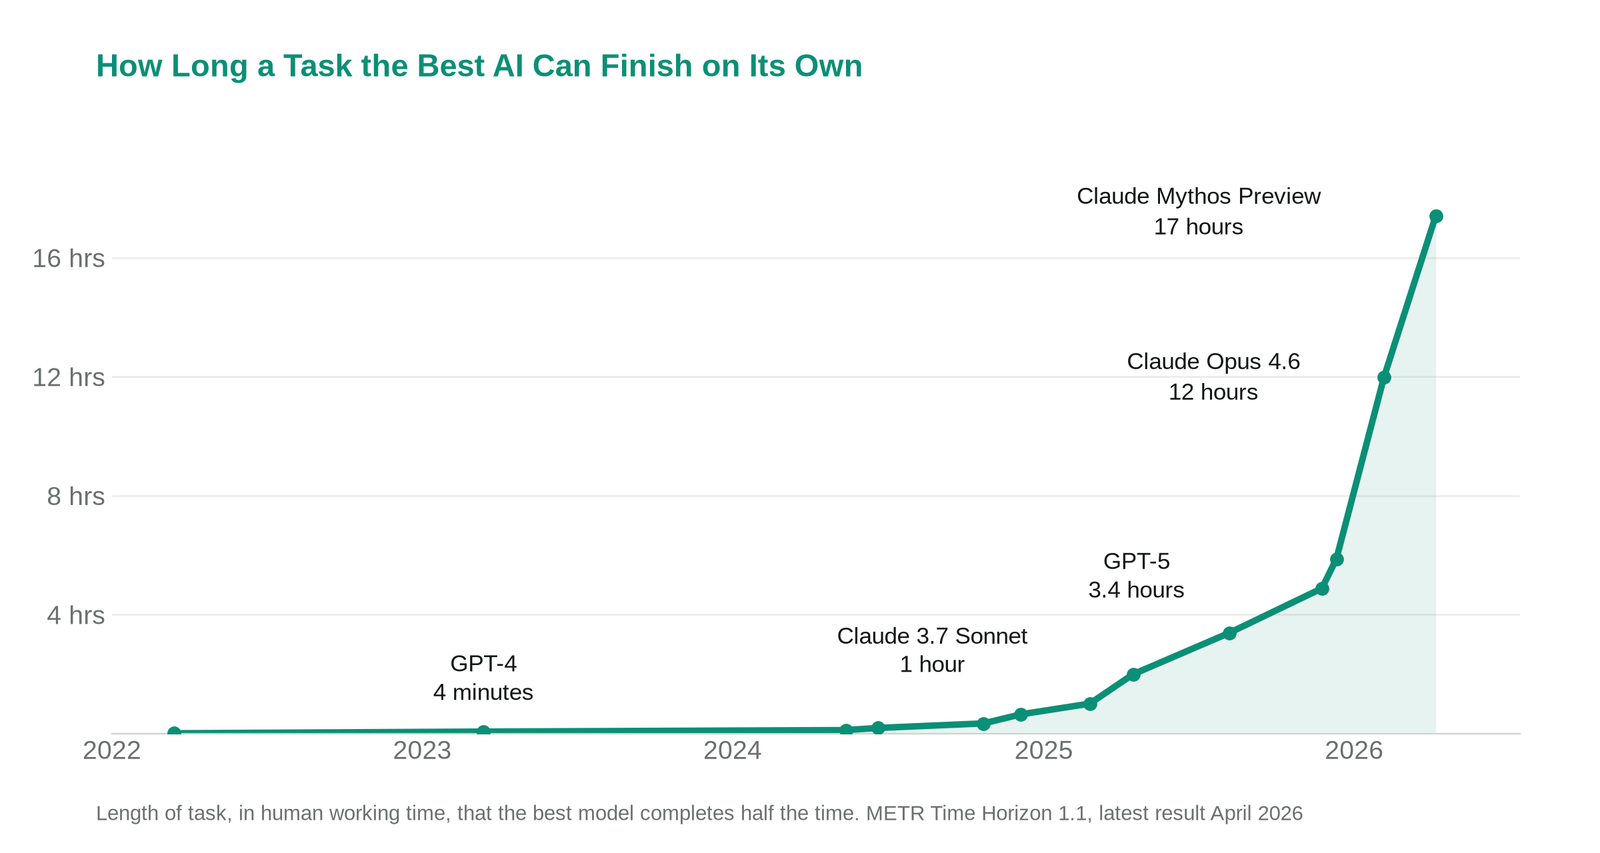 How Long a Task the Best AI Can Finish on Its Own
Claude Mythos Preview
17 hours
16 hrs
Claude Opus 4.6
12 hours
12 hrs
8 hrs
GPT-5
3.4 hours
4 hrs
Claude 3.7 Sonnet
1 hour
GPT-4
4 minutes
2022
2023
2024
2025
2026
Length of task, in human working time, that the best model completes half the time. METR Time Horizon 1.1, latest result April 2026